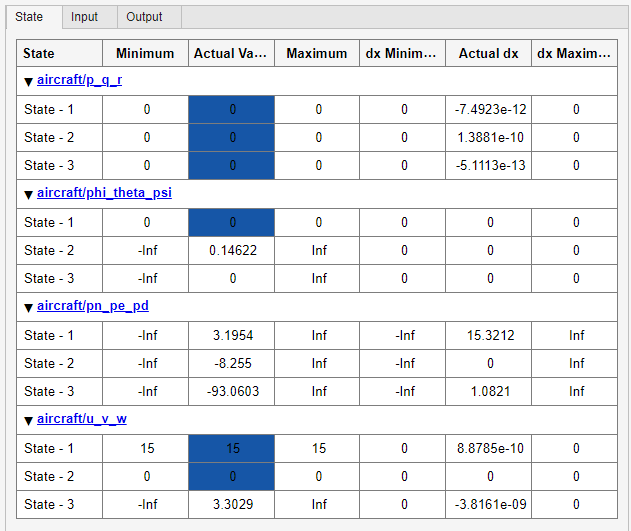 State Input Output
State Minimum Actual Va... Maximum dx Minim... Actual dx dx Maxim...
▼ aircraft/p_q_r
State - 1 0 0 0 0 -7.4923e-12 0
State - 2 0 0 0 0 1.3881e-10 0
State - 3 0 0 0 0 -5.1113e-13 0
▼ aircraft/phi_theta_psi
State - 1 0 0 0 0 0 0
State - 2 -Inf 0.14622 Inf 0 0 0
State - 3 -Inf 0 Inf 0 0 0
▼ aircraft/pn_pe_pd
State - 1 -Inf 3.1954 Inf -Inf 15.3212 Inf
State - 2 -Inf -8.255 Inf -Inf 0 Inf
State - 3 -Inf -93.0603 Inf -Inf 1.0821 Inf
▼ aircraft/u_v_w
State - 1 15 15 15 0 8.8785e-10 0
State - 2 0 0 0 0 0 0
State - 3 -Inf 3.3029 Inf 0 -3.8161e-09 0